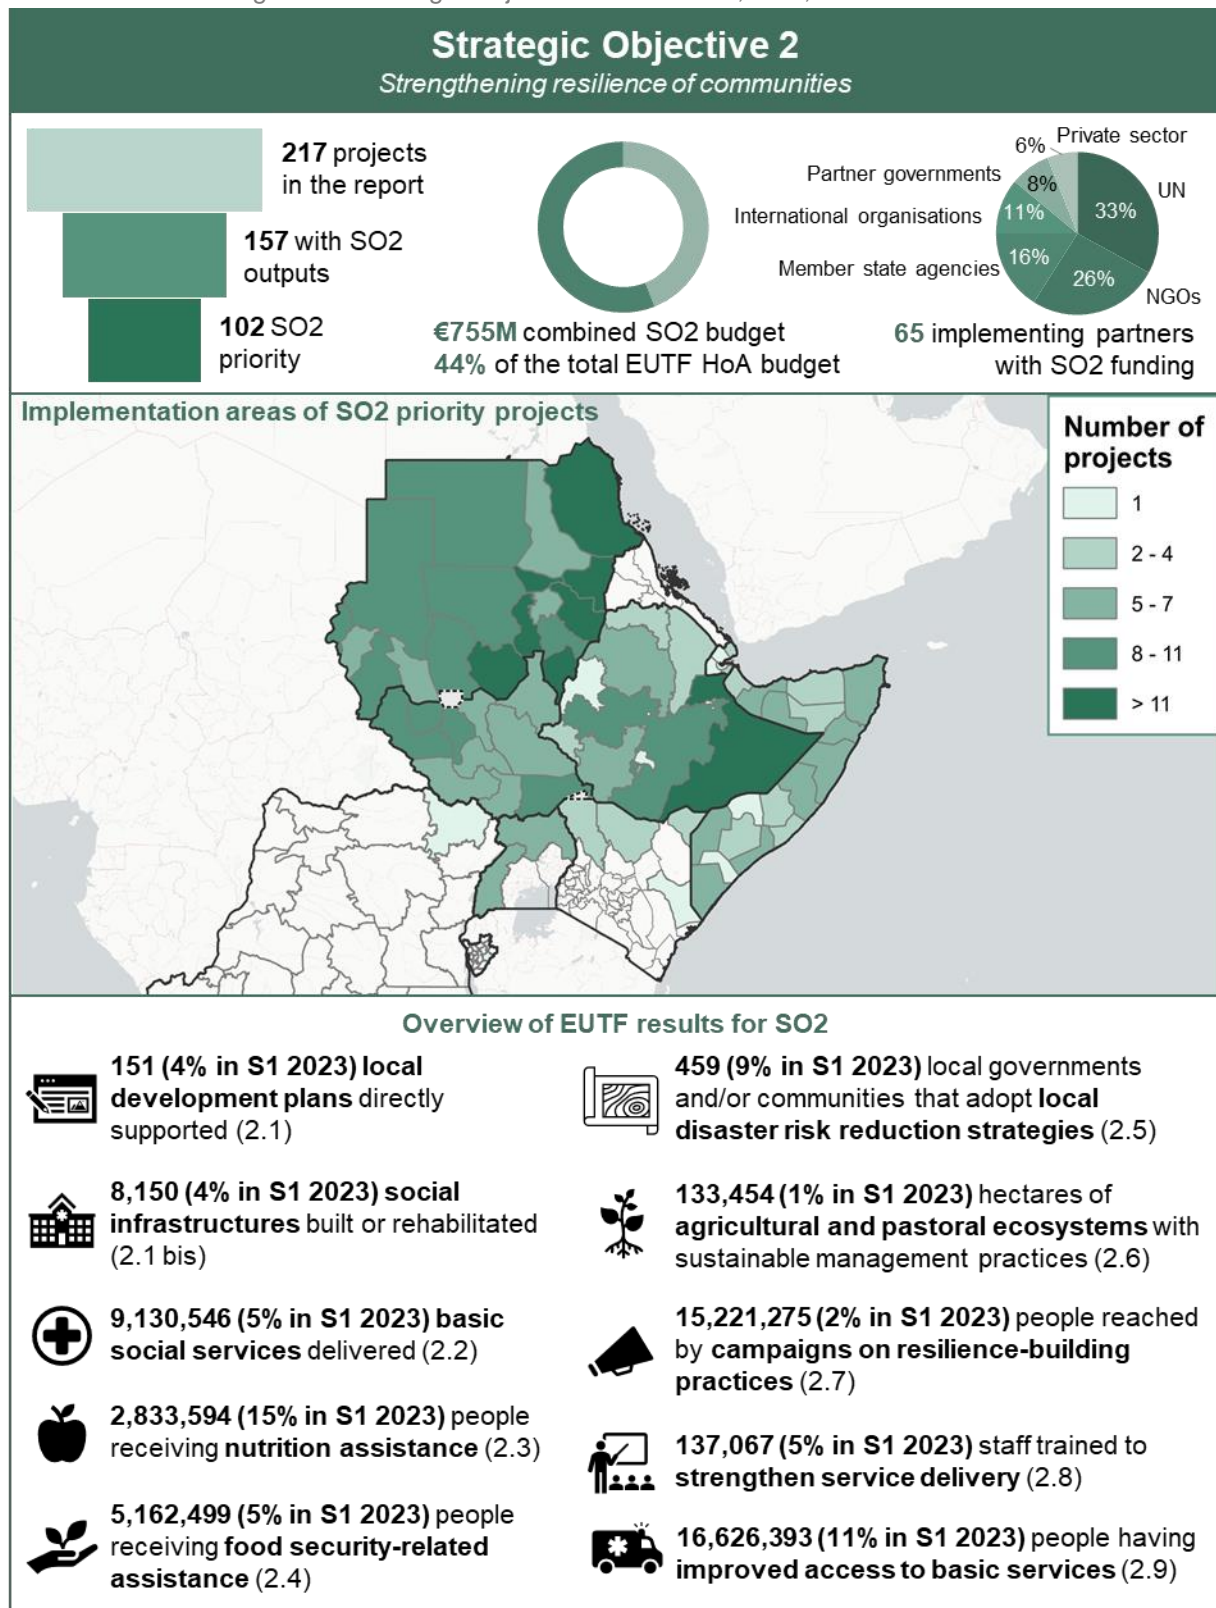 Strategic Objective 2
Strengthening resilience of communities
217 projects
in the report
157 with SO2
outputs
102 SO2
priority
€755M combined SO2 budget
44% of the total EUTF HoA budget
6%
Private sector
Partner governments
8%
UN
International organisations
11%
33%
Member state agencies
16%
26%
NGOs
65 implementing partners
with SO2 funding
Implementation areas of SO2 priority projects
Number of
projects
1
2 - 4
5 - 7
8 - 11
> 11
Overview of EUTF results for SO2
151 (4% in S1 2023) local
development plans directly
supported (2.1)
8,150 (4% in S1 2023) social
infrastructures built or rehabilitated
(2.1 bis)
9,130,546 (5% in S1 2023) basic
social services delivered (2.2)
2,833,594 (15% in S1 2023) people
receiving nutrition assistance (2.3)
5,162,499 (5% in S1 2023) people
receiving food security-related
assistance (2.4)
459 (9% in S1 2023) local governments
and/or communities that adopt local
disaster risk reduction strategies (2.5)
133,454 (1% in S1 2023) hectares of
agricultural and pastoral ecosystems with
sustainable management practices (2.6)
15,221,275 (2% in S1 2023) people reached
by campaigns on resilience-building
practices (2.7)
137,067 (5% in S1 2023) staff trained to
strengthen service delivery (2.8)
16,626,393 (11% in S1 2023) people having
improved access to basic services (2.9)